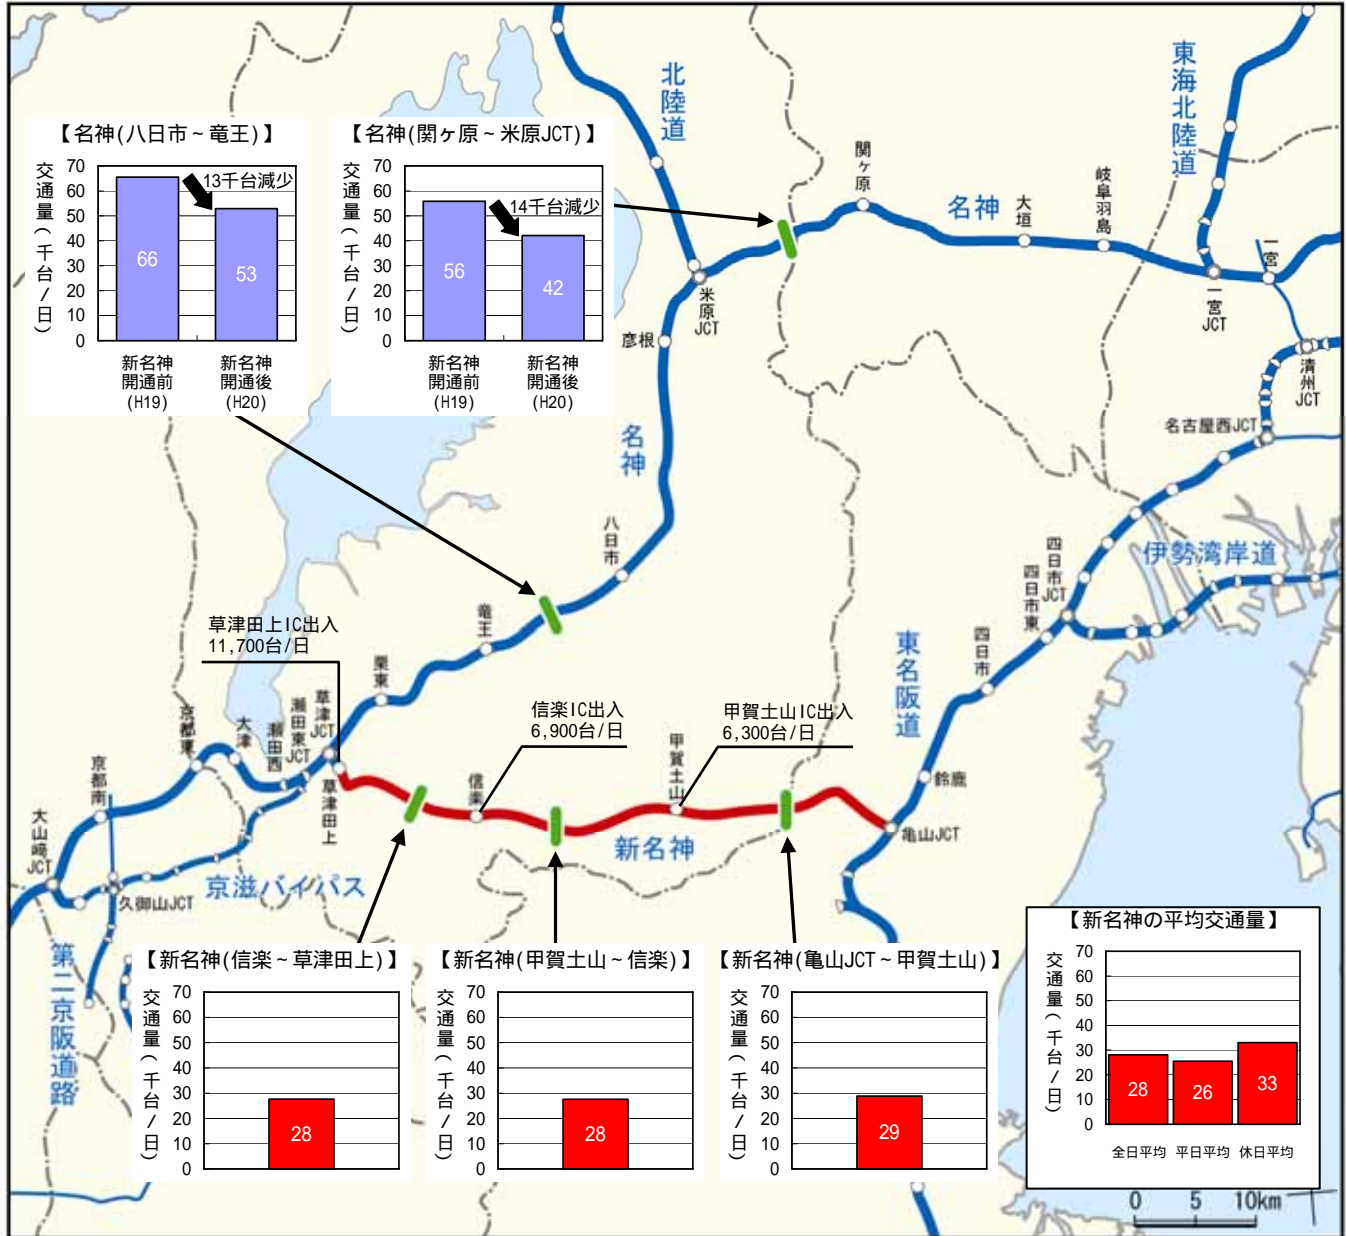 【名神(八日市~竜王)】
交通量(千台/日)
70
60
50
40
30
20
10
0
13千台減少
66
53
新名神
開通前
(H19)
新名神
開通後
(H20)
【名神(関ヶ原~米原JCT)】
交通量(千台/日)
70
60
50
40
30
20
10
0
14千台減少
56
42
新名神
開通前
(H19)
新名神
開通後
(H20)
北陸道
東海北陸道
関ヶ原
名神
大垣
岐阜羽島
一宮
一宮
JCT
米原
JCT
彦根
清州
JCT
名古屋西JCT
名神
八日市
竜王
栗東
伊勢湾岸道
四日市JCT
四日市東
四日市
東名阪道
鈴鹿
亀山JCT
草津田上IC出入
11,700台/日
草津JCT
瀬田東JCT
瀬田西
大津
京都東
京都南
大山崎JCT
草津田上
信楽IC出入
6,900台/日
信楽
甲賀土山IC出入
6,300台/日
甲賀土山
新名神
京滋バイパス
久御山JCT
第二京阪道路
【新名神(信楽~草津田上)】
交通量(千台/日)
70
60
50
40
30
20
10
0
28
【新名神(甲賀土山~信楽)】
交通量(千台/日)
70
60
50
40
30
20
10
0
28
【新名神(亀山JCT~甲賀土山)】
交通量(千台/日)
70
60
50
40
30
20
10
0
29
【新名神の平均交通量】
交通量(千台/日)
70
60
50
40
30
20
10
0
28
26
33
全日平均 平日平均 休日平均
0 5 10km